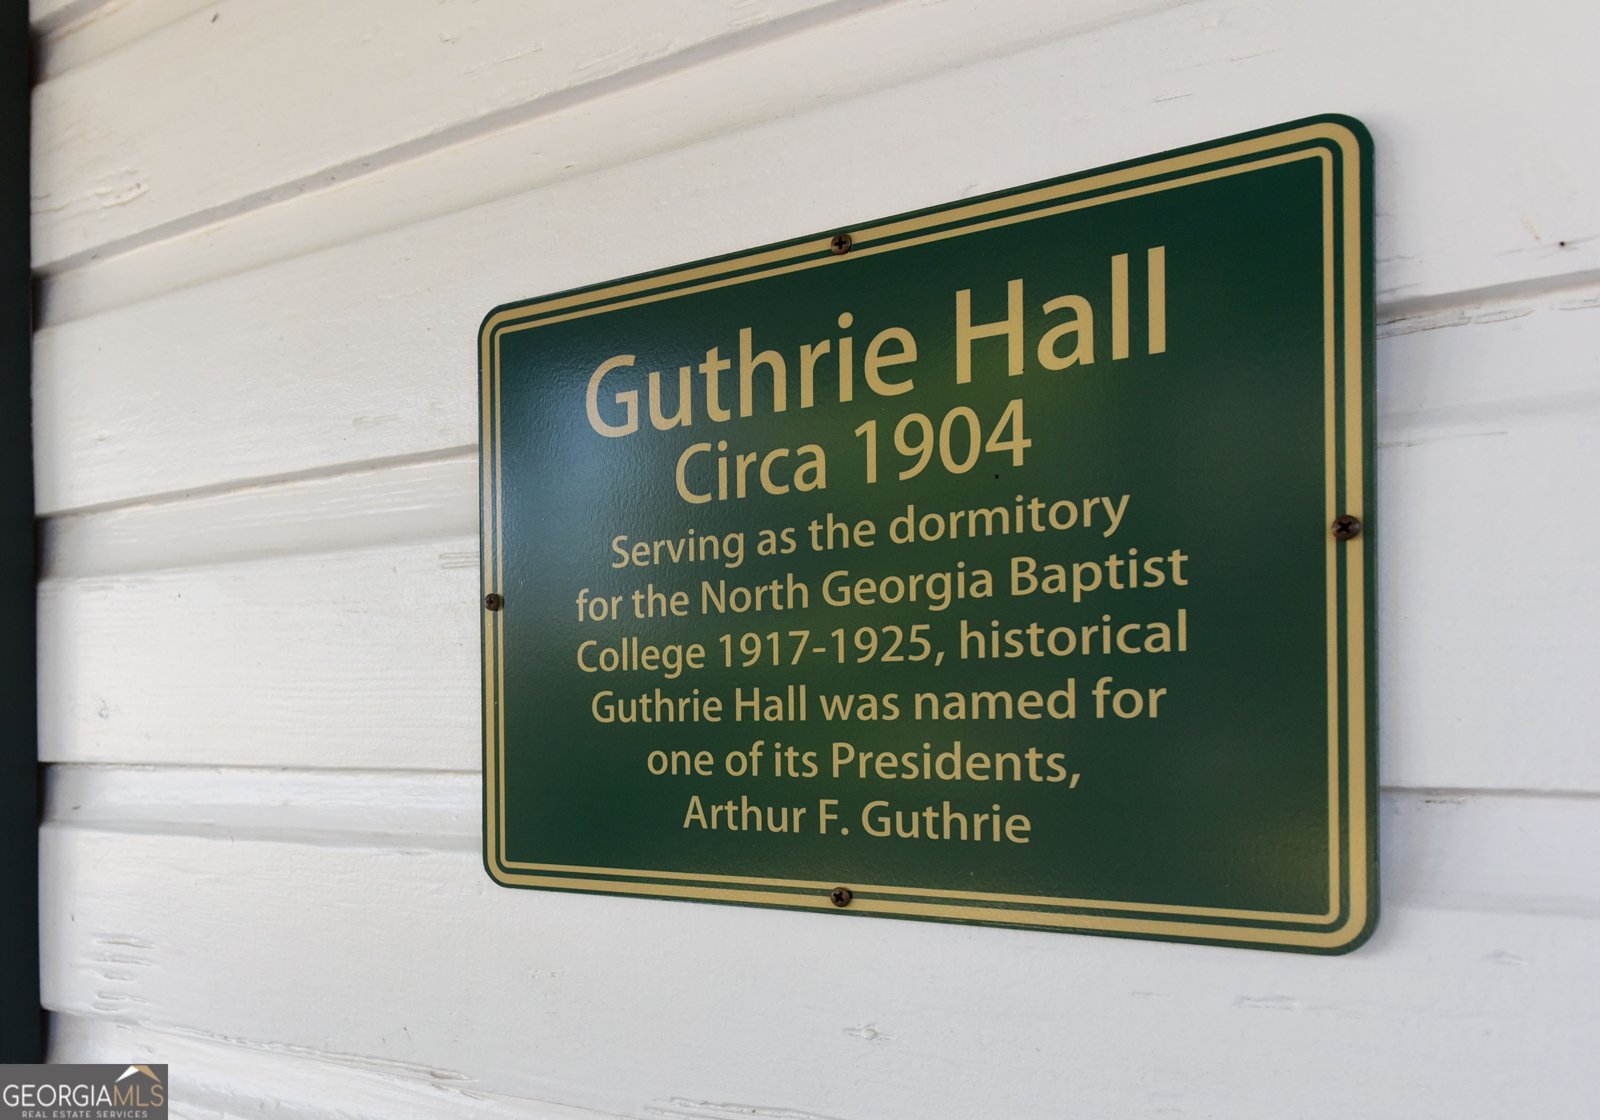 Guthrie Hall
Circa 1904
Serving as the dormitory
for the North Georgia Baptist
College 1917-1925, historical
Guthrie Hall was named for
one of its Presidents,
Arthur F. Guthrie
GEORGIAMLS
REAL ESTATE SERVICES